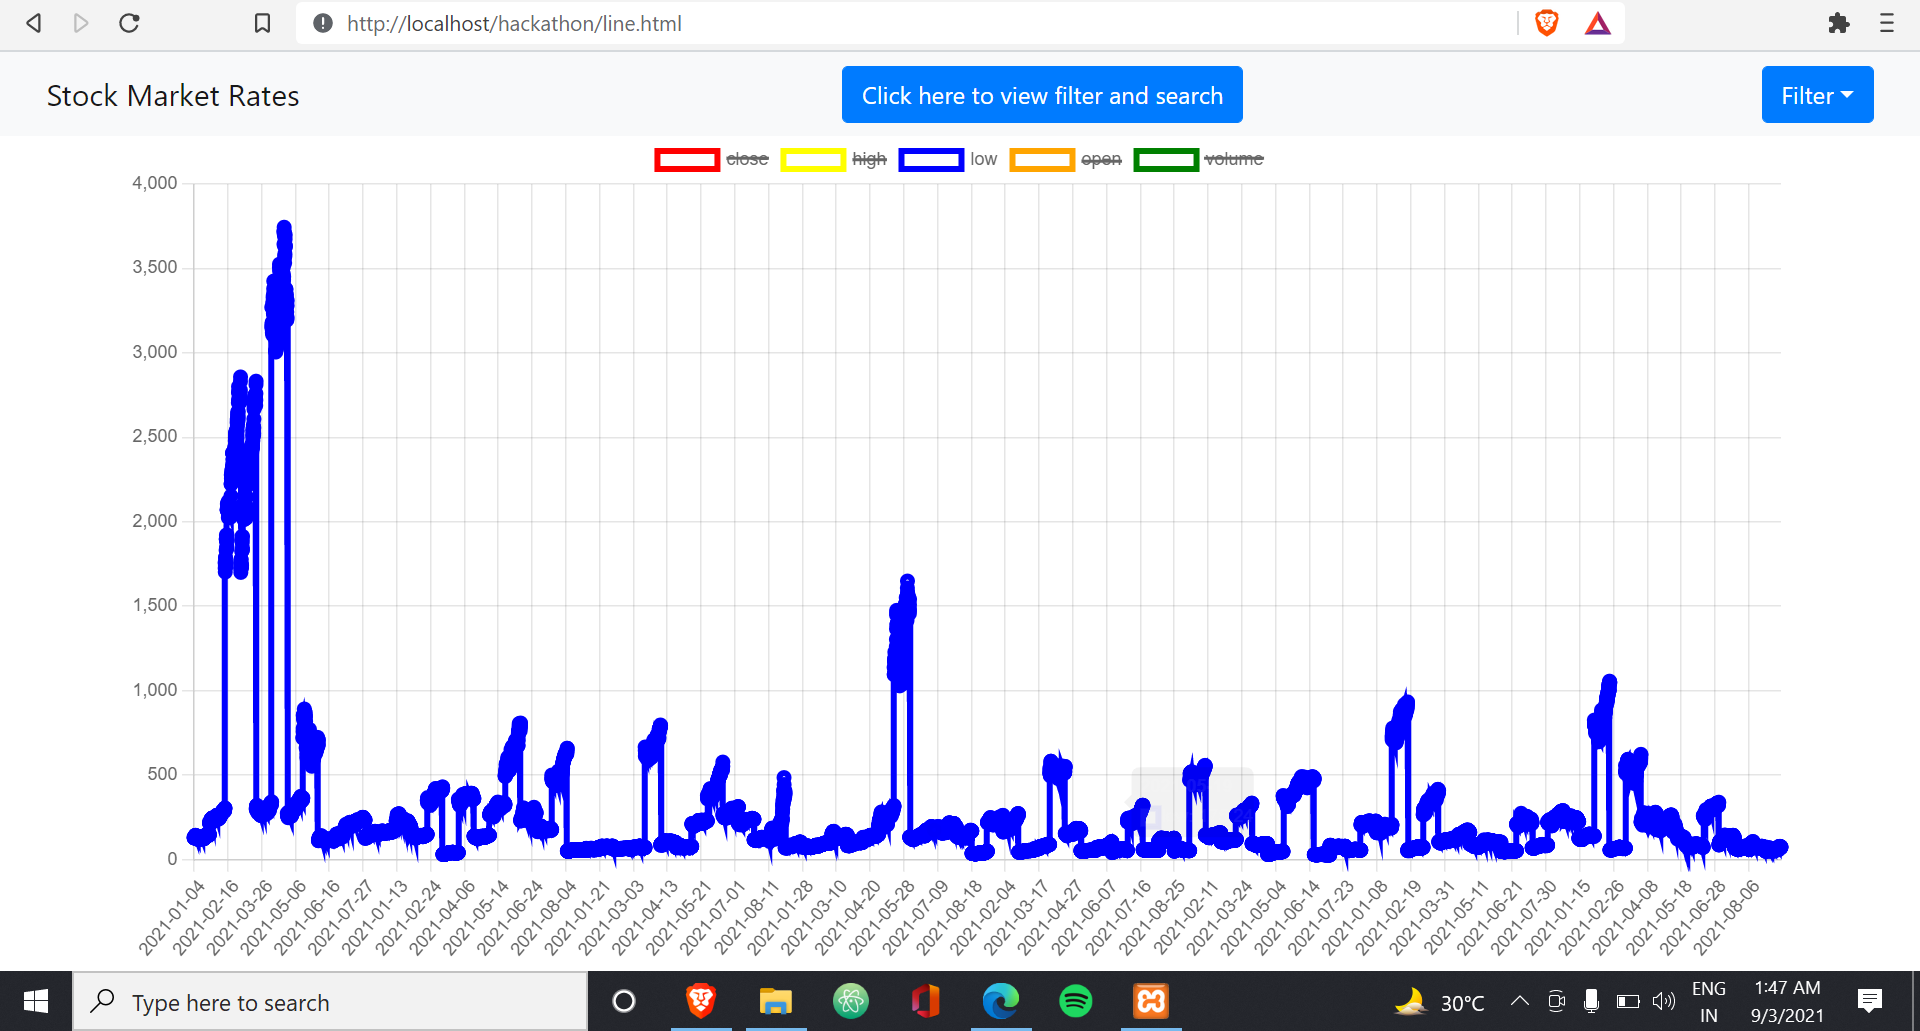 http://localhost/hackathon/line.html
Stock Market Rates
Click here to view filter and search
Filter
close high low open volume
4,000
3,500
3,000
2,500
2,000
1,500
1,000
500
0
2021-01-04 2021-02-16 2021-03-26 2021-05-06 2021-06-16 2021-07-27 2021-01-13 2021-02-24 2021-04-06 2021-05-14 2021-06-24 2021-08-04 2021-01-21 2021-03-03 2021-04-13 2021-05-21 2021-07-01 2021-08-11 2021-01-28 2021-03-10 2021-04-20 2021-05-28 2021-07-09 2021-08-18 2021-02-04 2021-03-17 2021-04-27 2021-06-07 2021-07-16 2021-08-25 2021-02-11 2021-03-24 2021-05-04 2021-06-14 2021-07-23 2021-01-08 2021-02-19 2021-03-31 2021-05-11 2021-06-21 2021-07-30 2021-01-15 2021-02-26 2021-04-08 2021-05-18 2021-06-28 2021-08-06
Type here to search
30°C
ENG
IN
1:47 AM
9/3/2021